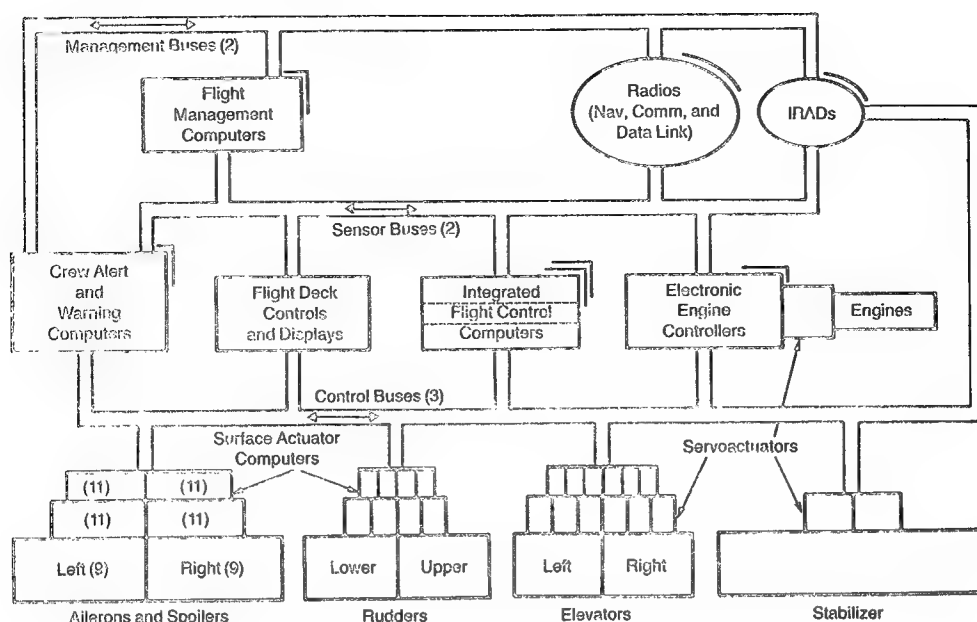 Management Buses (2)
Flight
Management
Computers
Radios
(Nav, Comm, and
Data Link)
IRADs
Sensor Buses (2)
Crew Alert
and
Warning
Computers
Flight Deck
Controls
and Displays
Integrated
Flight Control
Computers
Electronic
Engine
Controllers
Engines
Control Buses (3)
Surface Actuator
Computers
Servoactuators
(11)
(11)
(11)
(11)
Left (9)
Right (9)
Lower
Upper
Left
Right
Ailerons and Spoilers
Rudders
Elevators
Stabilizer